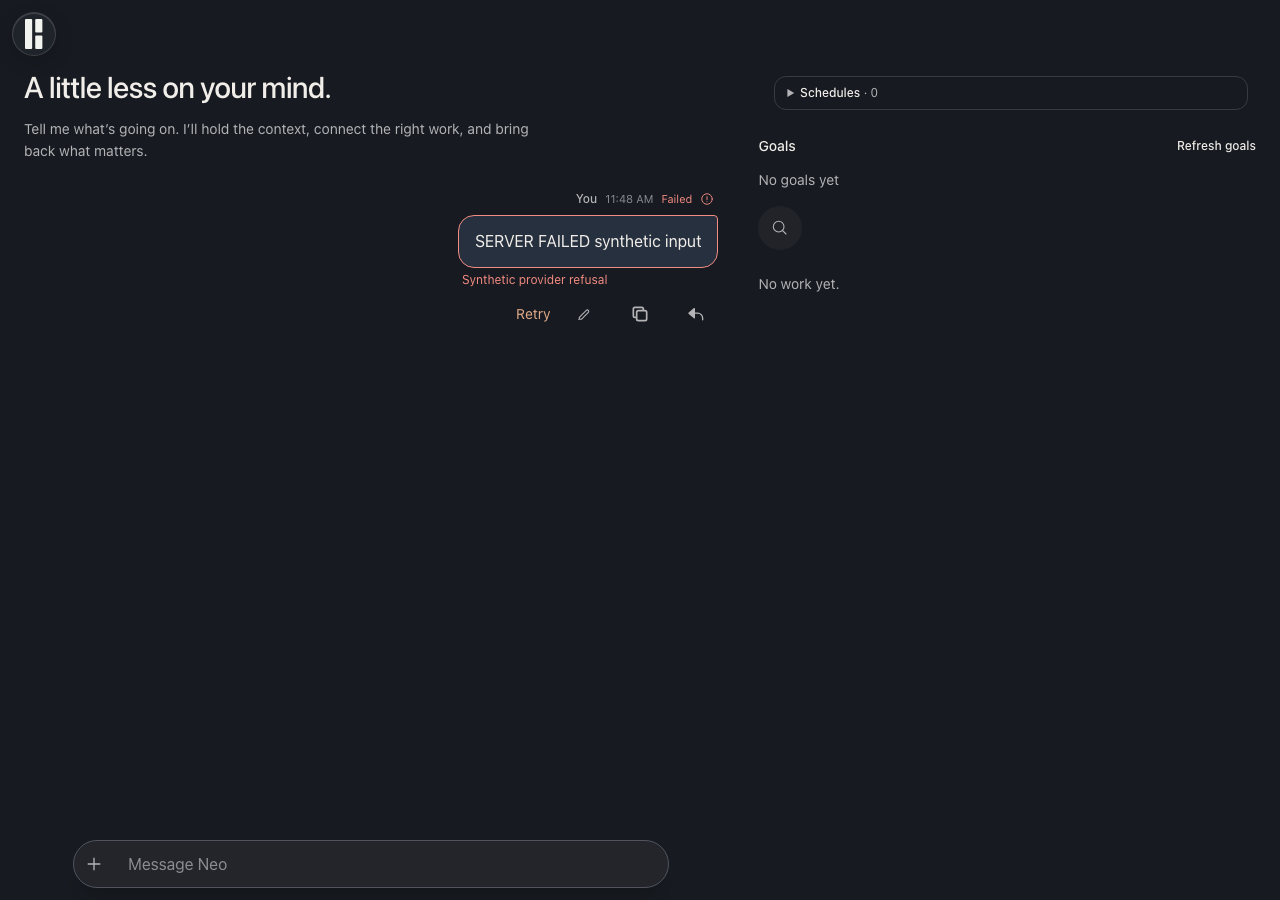 A little less on your mind.
Tell me what’s going on. I’ll hold the context, connect the right work, and bring
back what matters.
You 11:48 AM Failed
SERVER FAILED synthetic input
Synthetic provider refusal
Retry
Message Neo
Schedules · 0
Goals Refresh goals
No goals yet
No work yet.